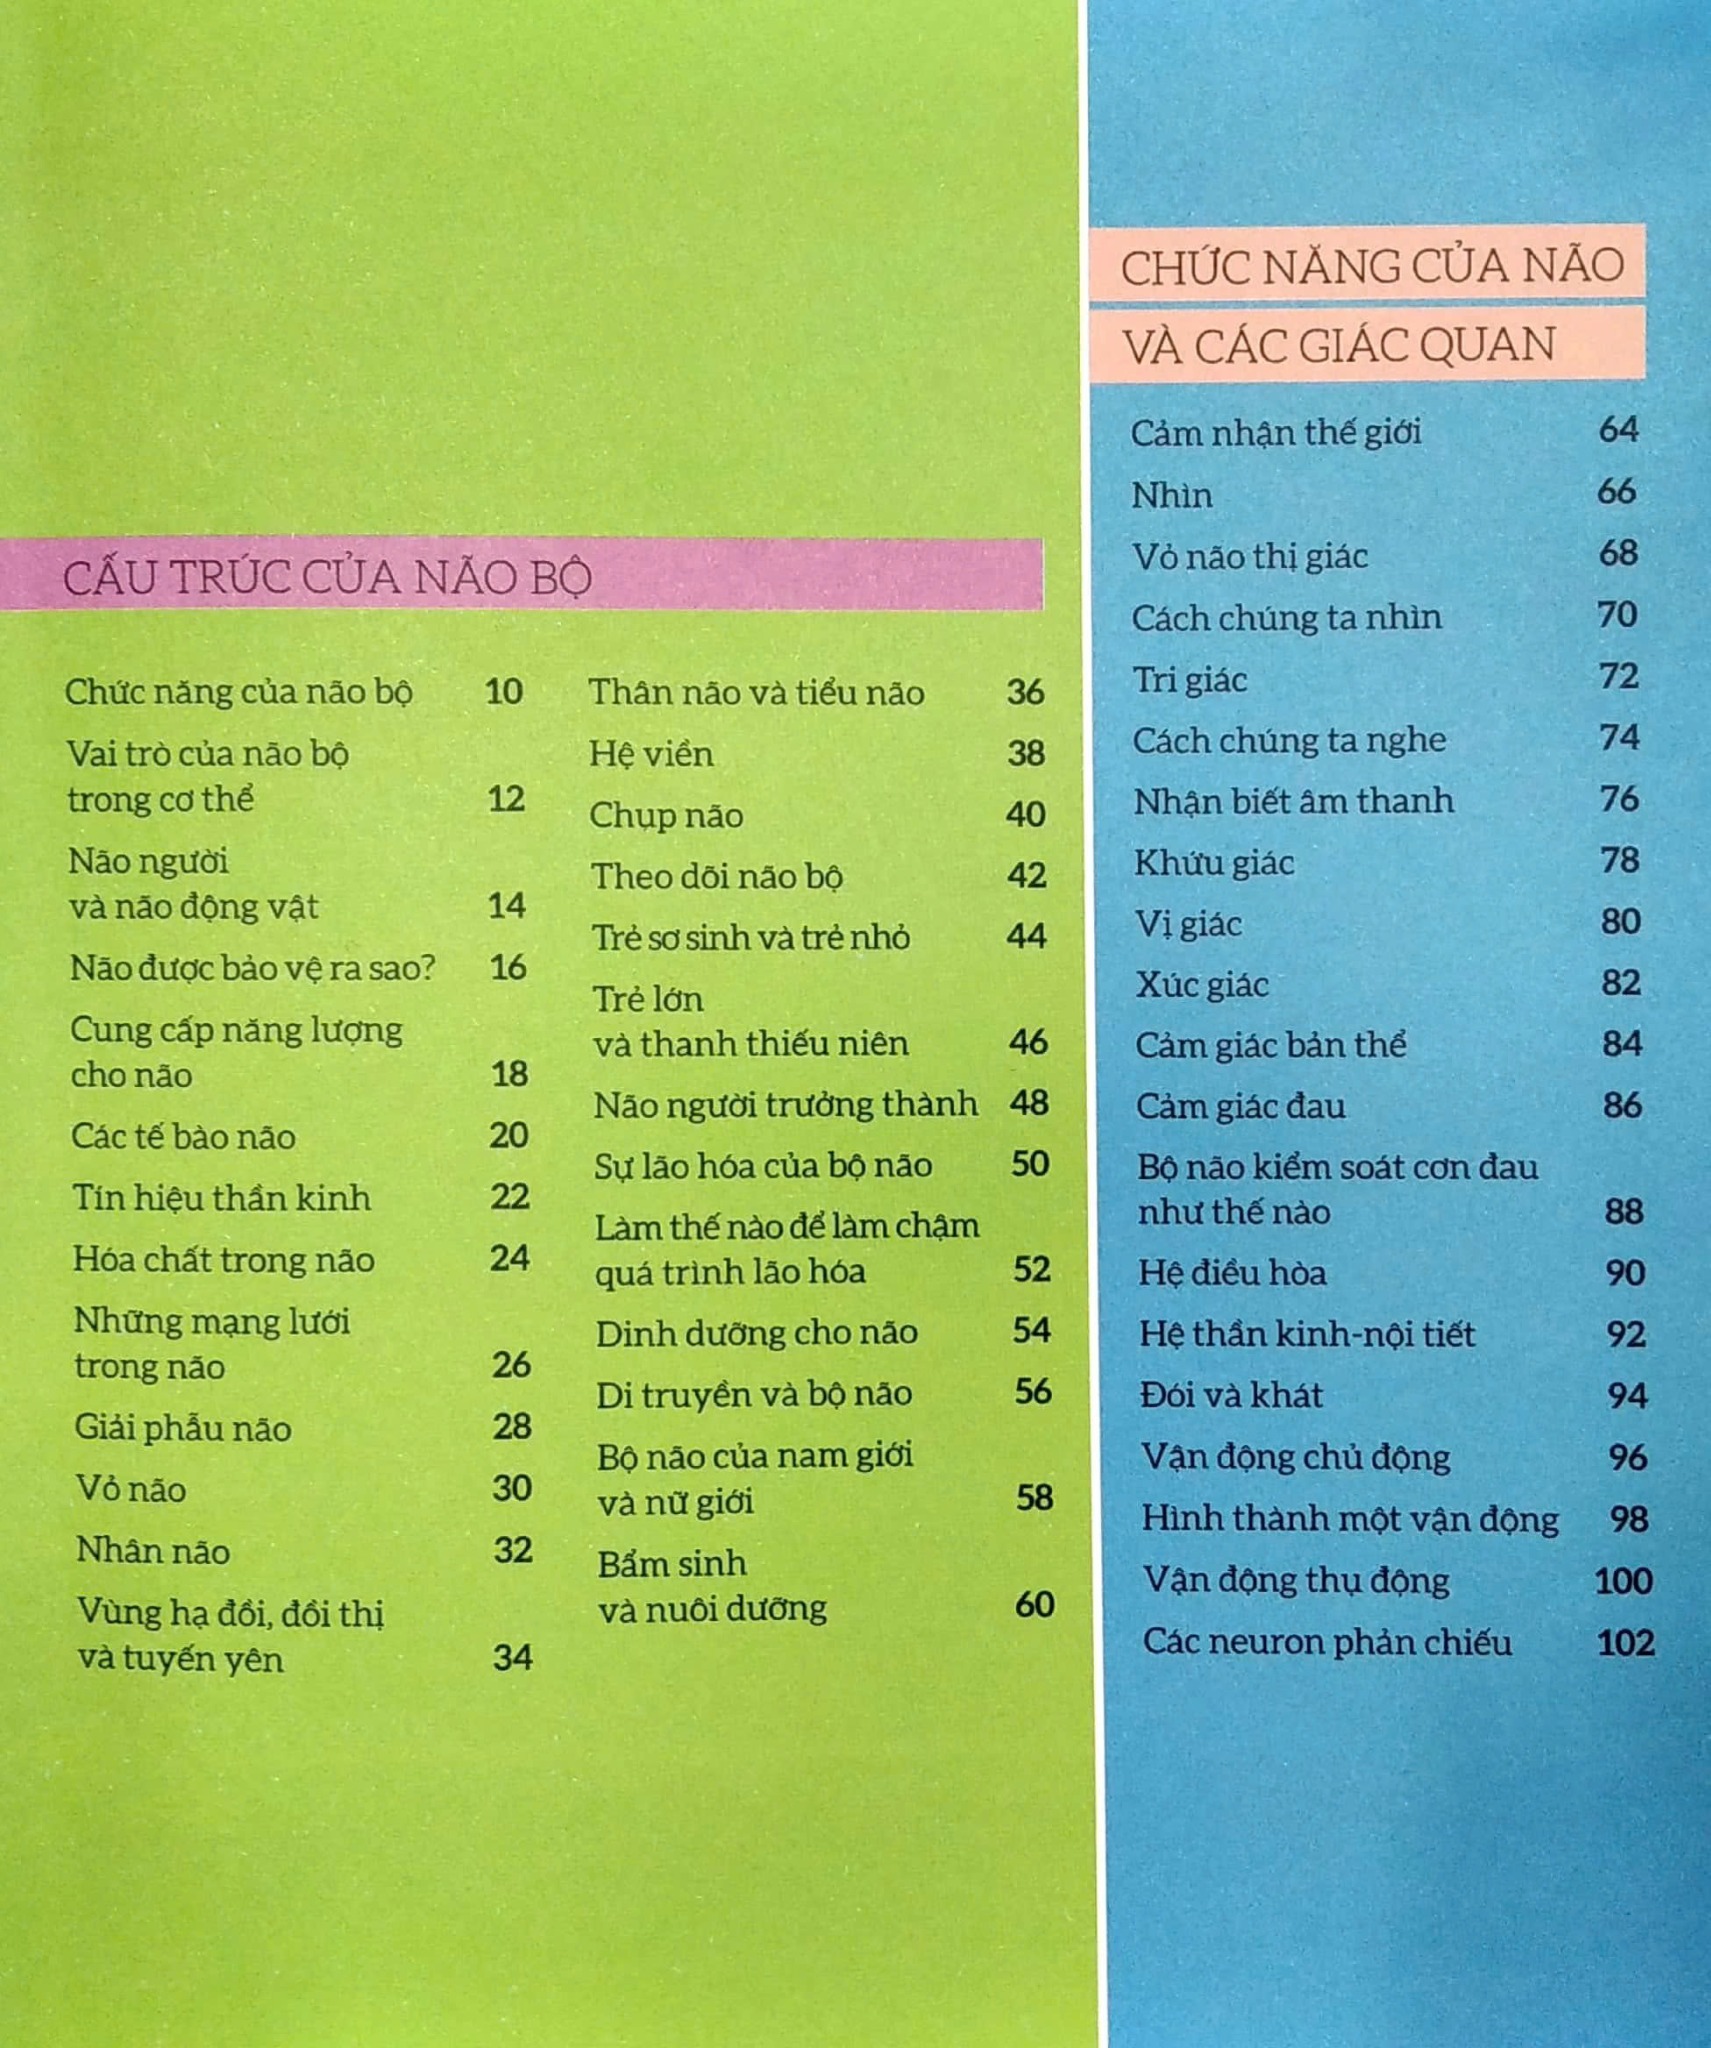 CẤU TRÚC CỦA NÃO BỘ
Chức năng của não bộ 10
Vai trò của não bộ
trong cơ thể 12
Não người
và não động vật 14
Não được bảo vệ ra sao? 16
Cung cấp năng lượng
cho não 18
Các tế bào não 20
Tín hiệu thần kinh 22
Hóa chất trong não 24
Những mạng lưới
trong não 26
Giải phẫu não 28
Vỏ não 30
Nhân não 32
Vùng hạ đồi, đồi thị
và tuyến yên 34
Thân não và tiểu não 36
Hệ viền 38
Chụp não 40
Theo dõi não bộ 42
Trẻ sơ sinh và trẻ nhỏ 44
Trẻ lớn
và thanh thiếu niên 46
Não người trưởng thành 48
Sự lão hóa của bộ não 50
Làm thế nào để làm chậm
quá trình lão hóa 52
Dinh dưỡng cho não 54
Di truyền và bộ não 56
Bộ não của nam giới
và nữ giới 58
Bẩm sinh
và nuôi dưỡng 60
CHỨC NĂNG CỦA NÃO
VÀ CÁC GIÁC QUAN
Cảm nhận thế giới 64
Nhìn 66
Vỏ não thị giác 68
Cách chúng ta nhìn 70
Tri giác 72
Cách chúng ta nghe 74
Nhận biết âm thanh 76
Khứu giác 78
Vị giác 80
Xúc giác 82
Cảm giác bản thể 84
Cảm giác đau 86
Bộ não kiểm soát cơn đau
như thế nào 88
Hệ điều hòa 90
Hệ thần kinh-nội tiết 92
Đói và khát 94
Vận động chủ động 96
Hình thành một vận động 98
Vận động thụ động 100
Các neuron phản chiếu 102